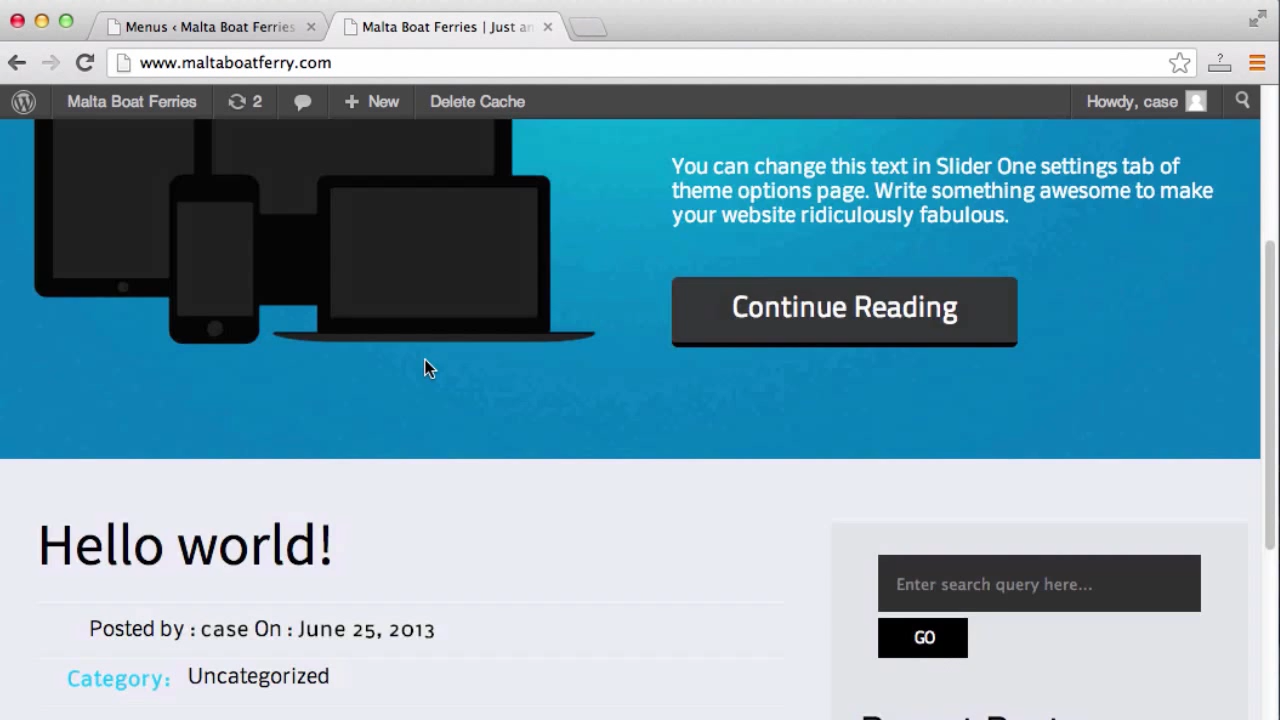 Menus ‹ Malta Boat Ferries
Malta Boat Ferries | Just an
www.maltaboatferry.com
?
Malta Boat Ferries
2
New
Delete Cache
Howdy, case
You can change this text in Slider One settings tab of
theme options page. Write something awesome to make
your website ridiculously fabulous.
Continue Reading
Hello world!
Posted by : case On : June 25, 2013
Category: Uncategorized
Enter search query here...
GO